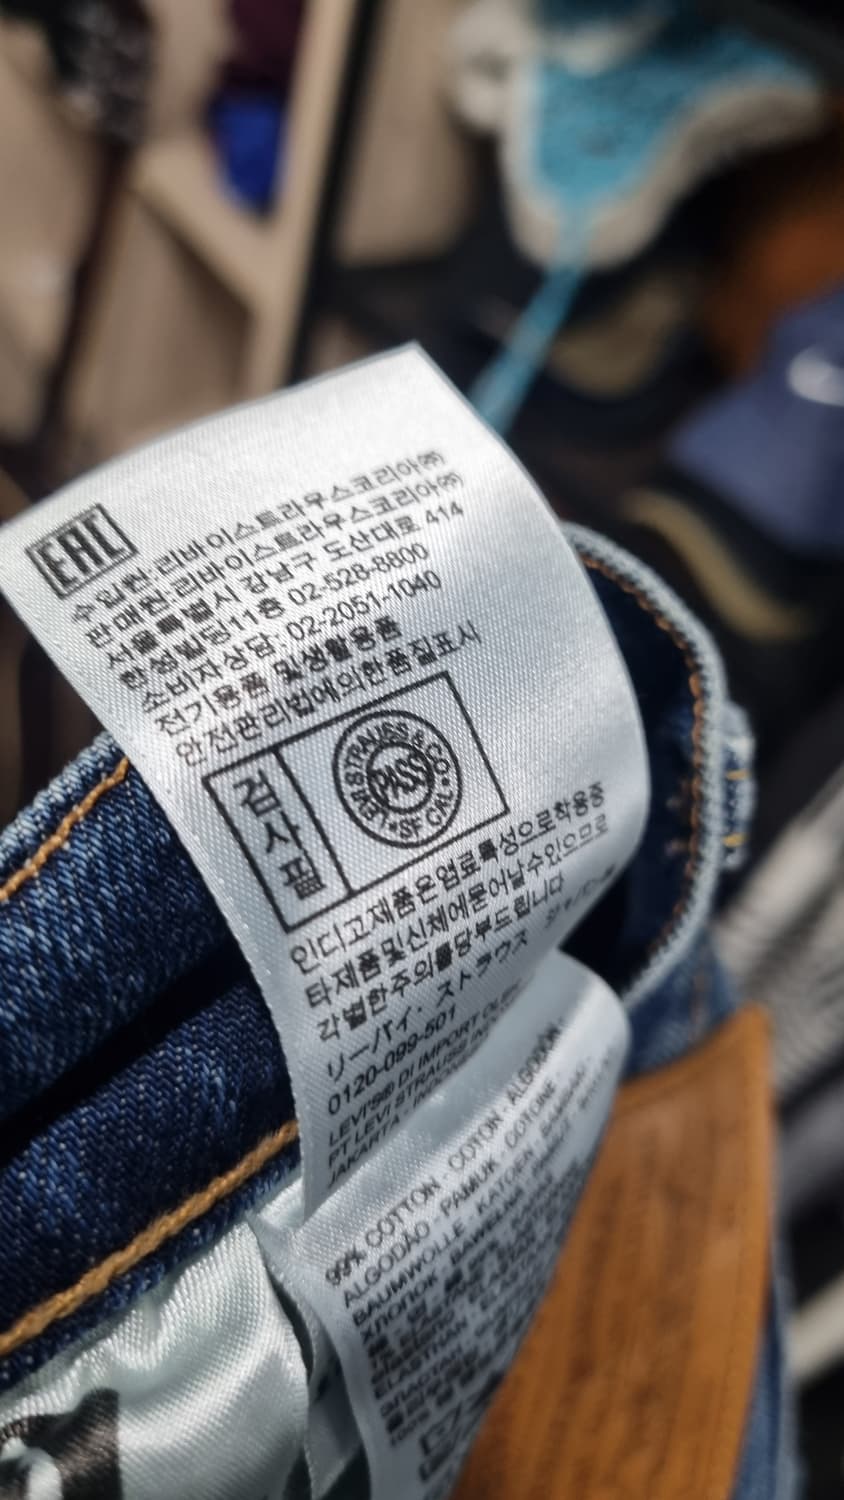 EAC
수입원:리바이스트라우스코리아㈜
판매원:리바이스트라우스코리아㈜
서울특별시 강남구 도산대로 414
한성빌딩11층 02-528-8800
소비자상담: 02-2051-1040
전기용품 및생활용품
안전관리법에의한품질표시
검사필
LEVI STRAUSS & CO
PASS
SF CAL
인디고제품은염료특성으로착용중
타제품및신체에묻어날수있으므로
각별한주의를당부드립니다
リーバイ・ストラウス
0120-099-501
LEVI'S® DI IMPORT OLEH
PT LEVI STRAUSS
JAKARTA -
99% COTTON · COTON · ALGODÓN
ALGODÃO · PAMUK · COTONE
BAUMWOLLE · KATOEN
ХЛОПОК
ELASTHAN
ЭЛАСТАН